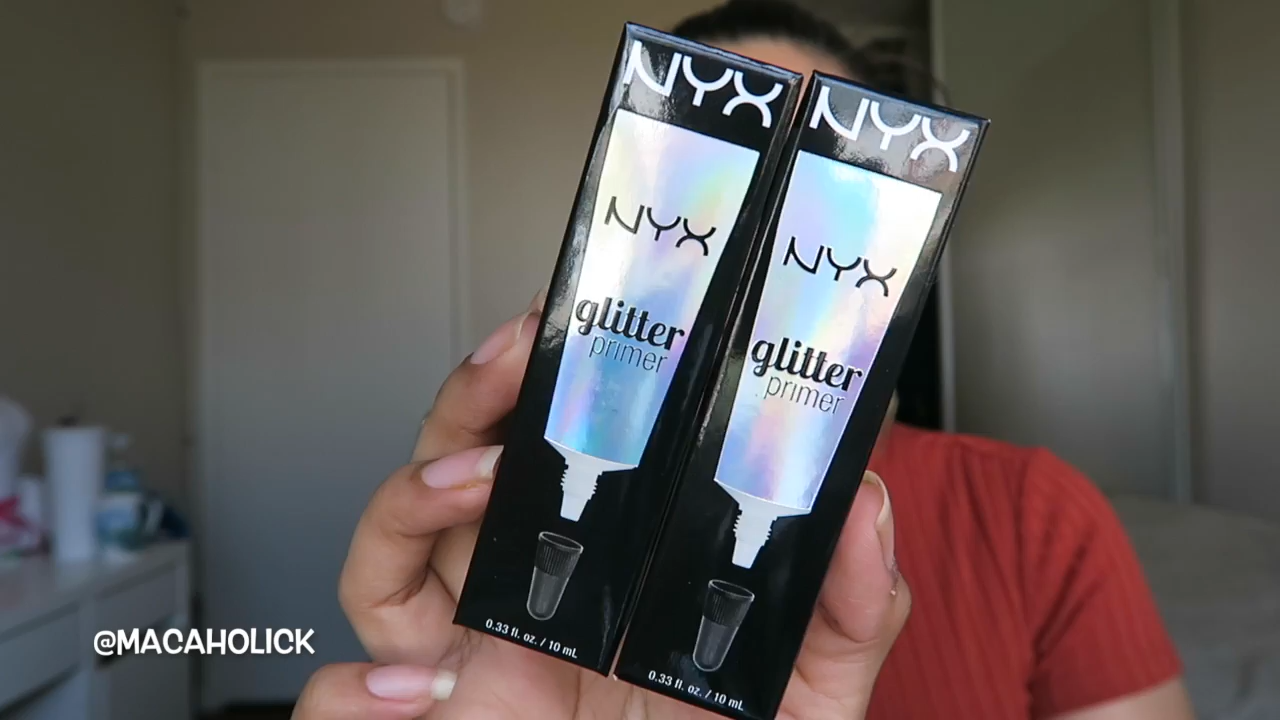 NYX
NYX
glitter
primer
0.33 fl. oz. / 10 mL
NYX
NYX
glitter
primer
0.33 fl. oz. / 10 mL
@MACAHOLICK